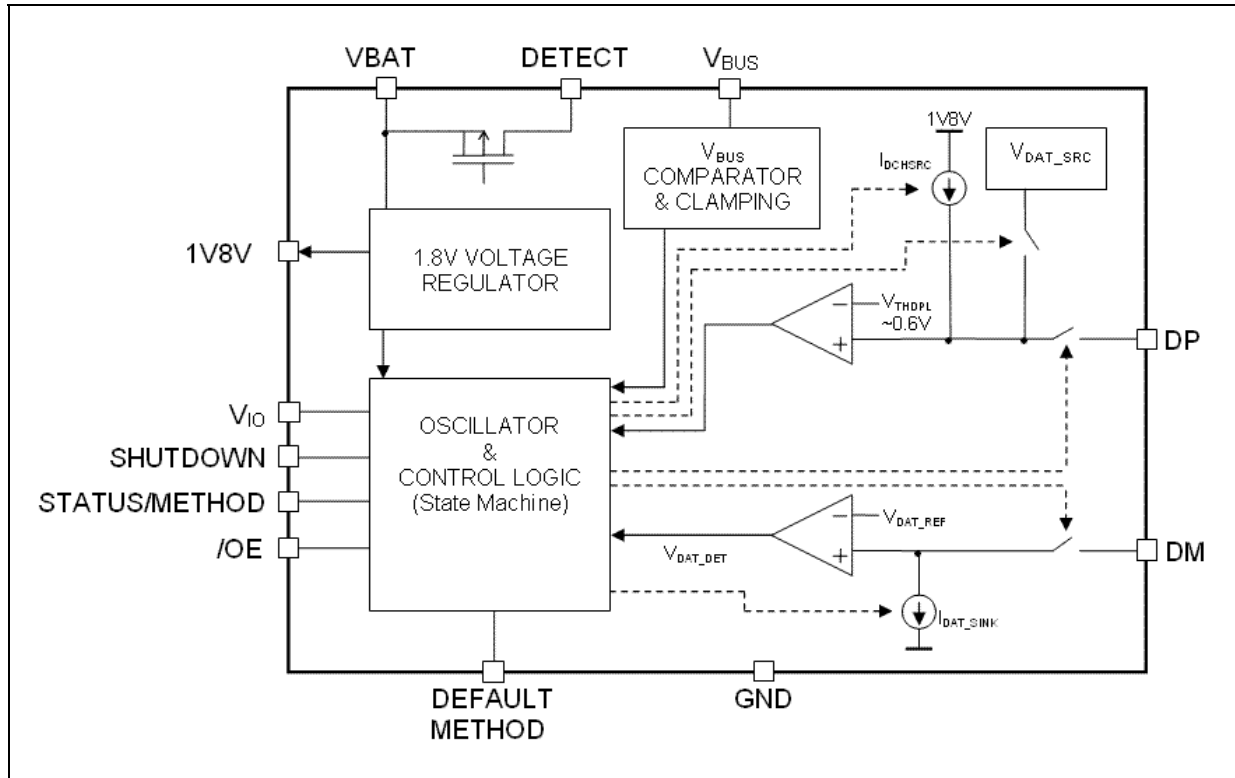 VBAT
DETECT
VBUS
1V8V
IDCHSRC
VDAT_SRC
VBUS
COMPARATOR
& CLAMPING
1V8V
1.8V VOLTAGE
REGULATOR
VTHDPL
~0.6V
DP
VIO
SHUTDOWN
STATUS/METHOD
/OE
OSCILLATOR
&
CONTROL LOGIC
(State Machine)
VDAT_REF
VDAT_DET
DM
IDAT_SINK
DEFAULT
METHOD
GND